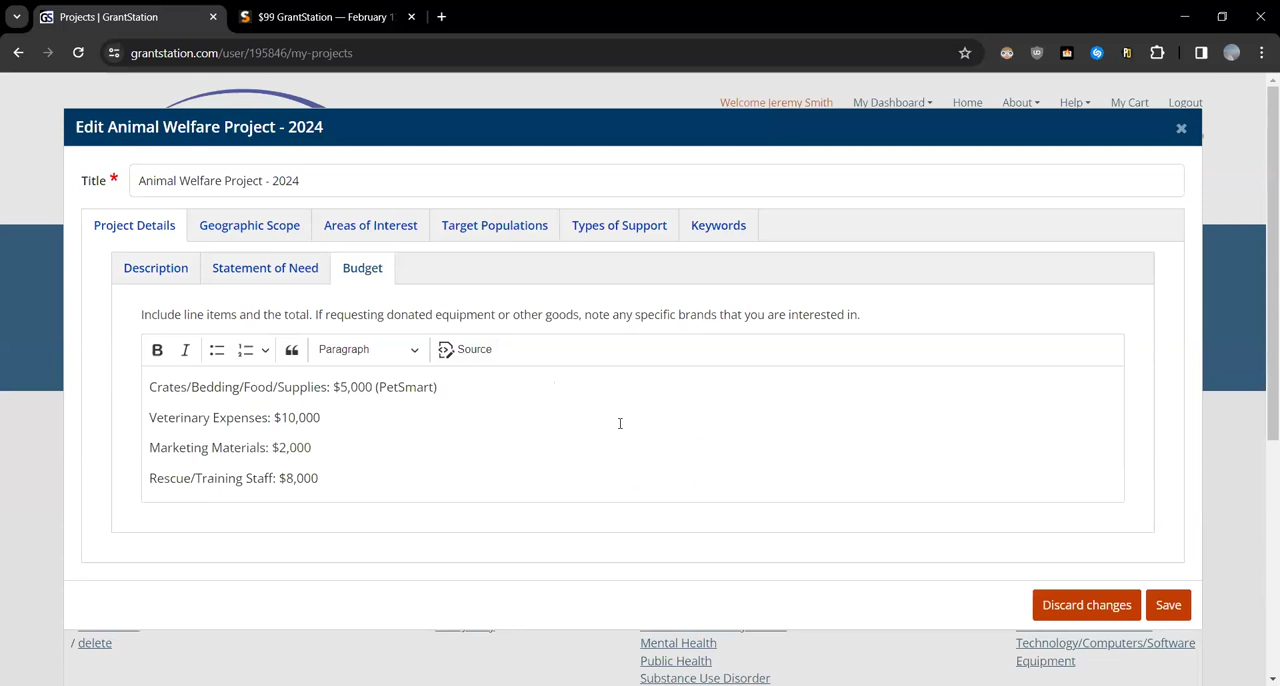 Projects | GrantStation
$99 GrantStation — February 1
grantstation.com/user/195846/my-projects
Welcome Jeremy Smith My Dashboard Home About Help My Cart Logout
Edit Animal Welfare Project - 2024
Title * Animal Welfare Project - 2024
Project Details Geographic Scope Areas of Interest Target Populations Types of Support Keywords
Description Statement of Need Budget
Include line items and the total. If requesting donated equipment or other goods, note any specific brands that you are interested in.
B I Paragraph Source
Crates/Bedding/Food/Supplies: $5,000 (PetSmart)
Veterinary Expenses: $10,000
Marketing Materials: $2,000
Rescue/Training Staff: $8,000
Discard changes Save
/ delete Mental Health Technology/Computers/Software
Public Health Equipment
Substance Use Disorder